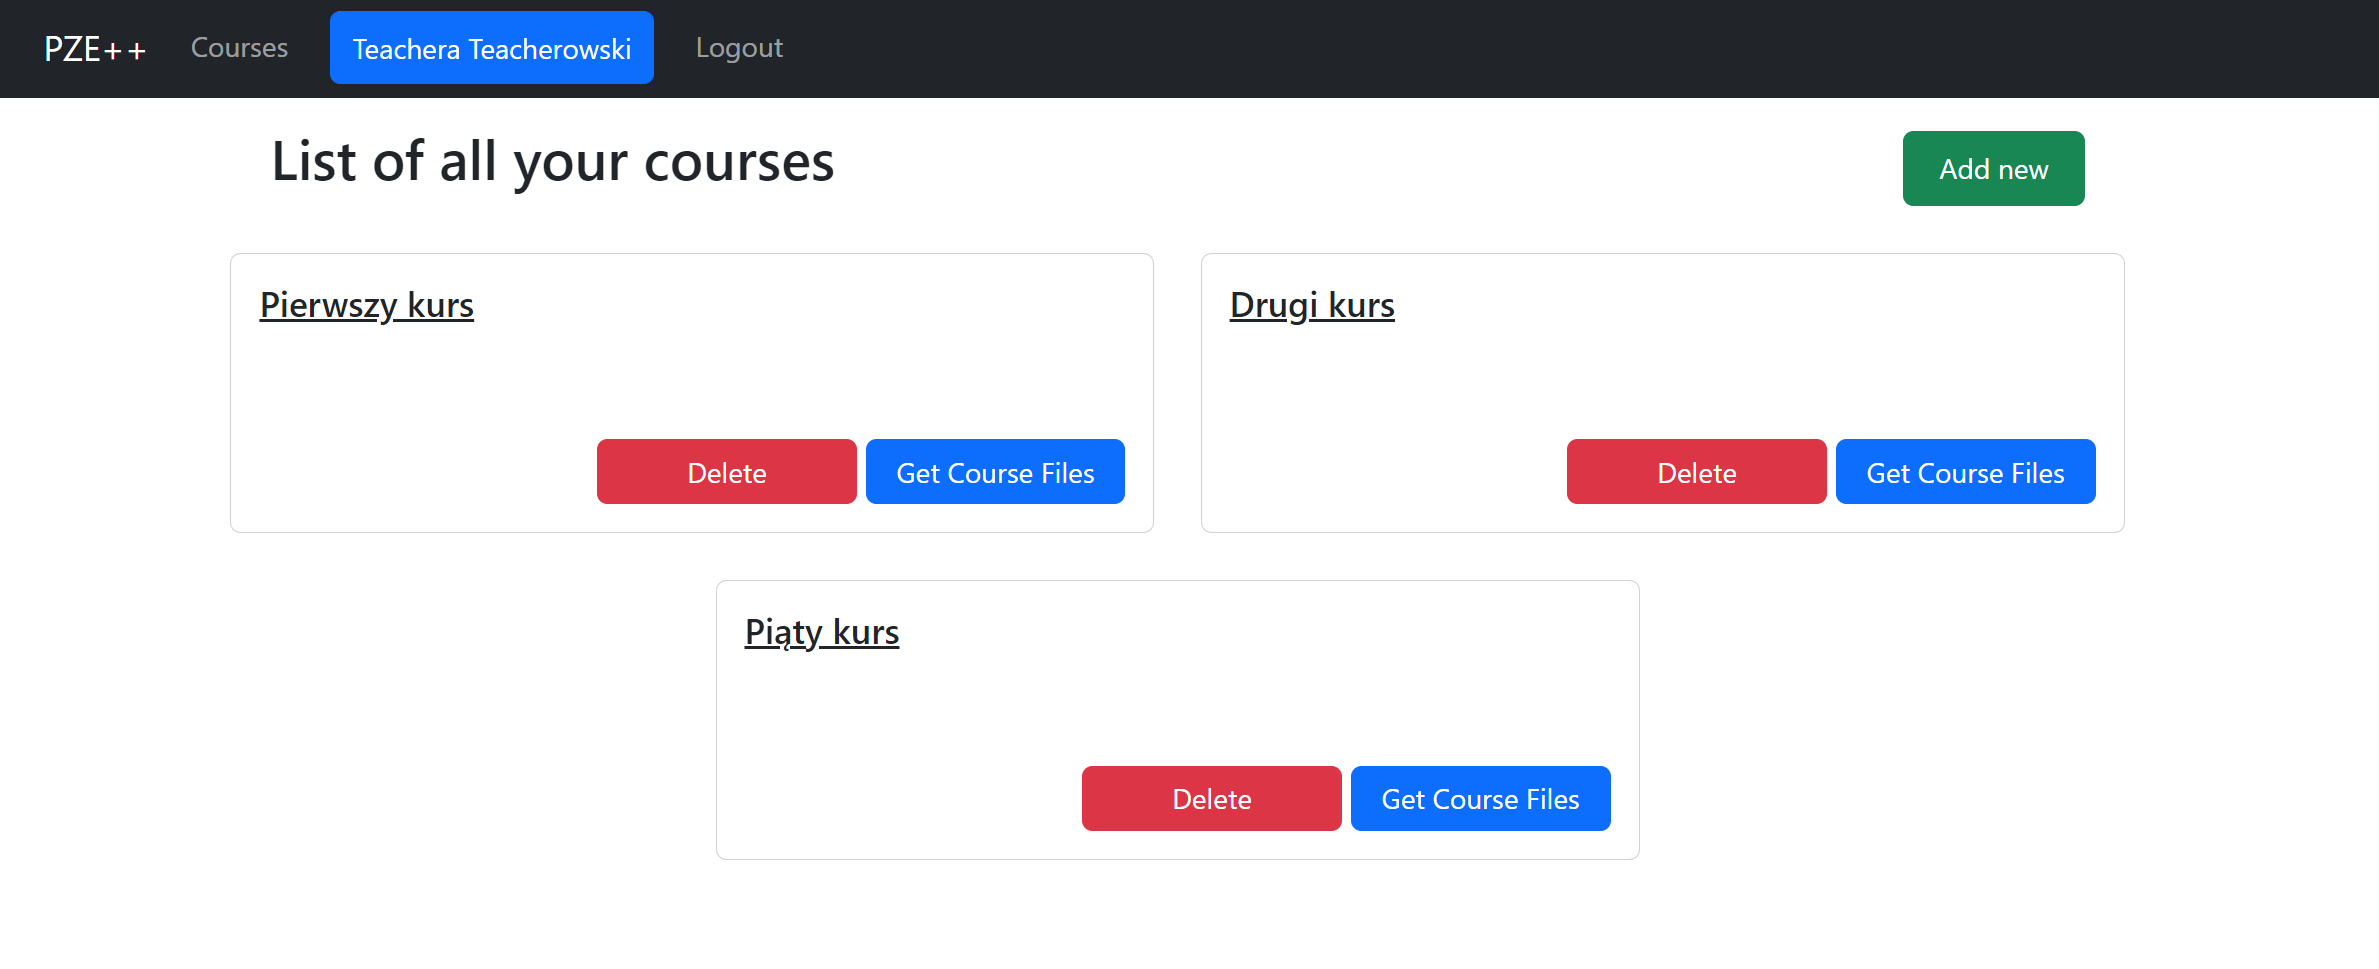 PZE++ Courses Teachera Teacherowski Logout
List of all your courses Add new
Pierwszy kurs
Delete Get Course Files
Drugi kurs
Delete Get Course Files
Piąty kurs
Delete Get Course Files